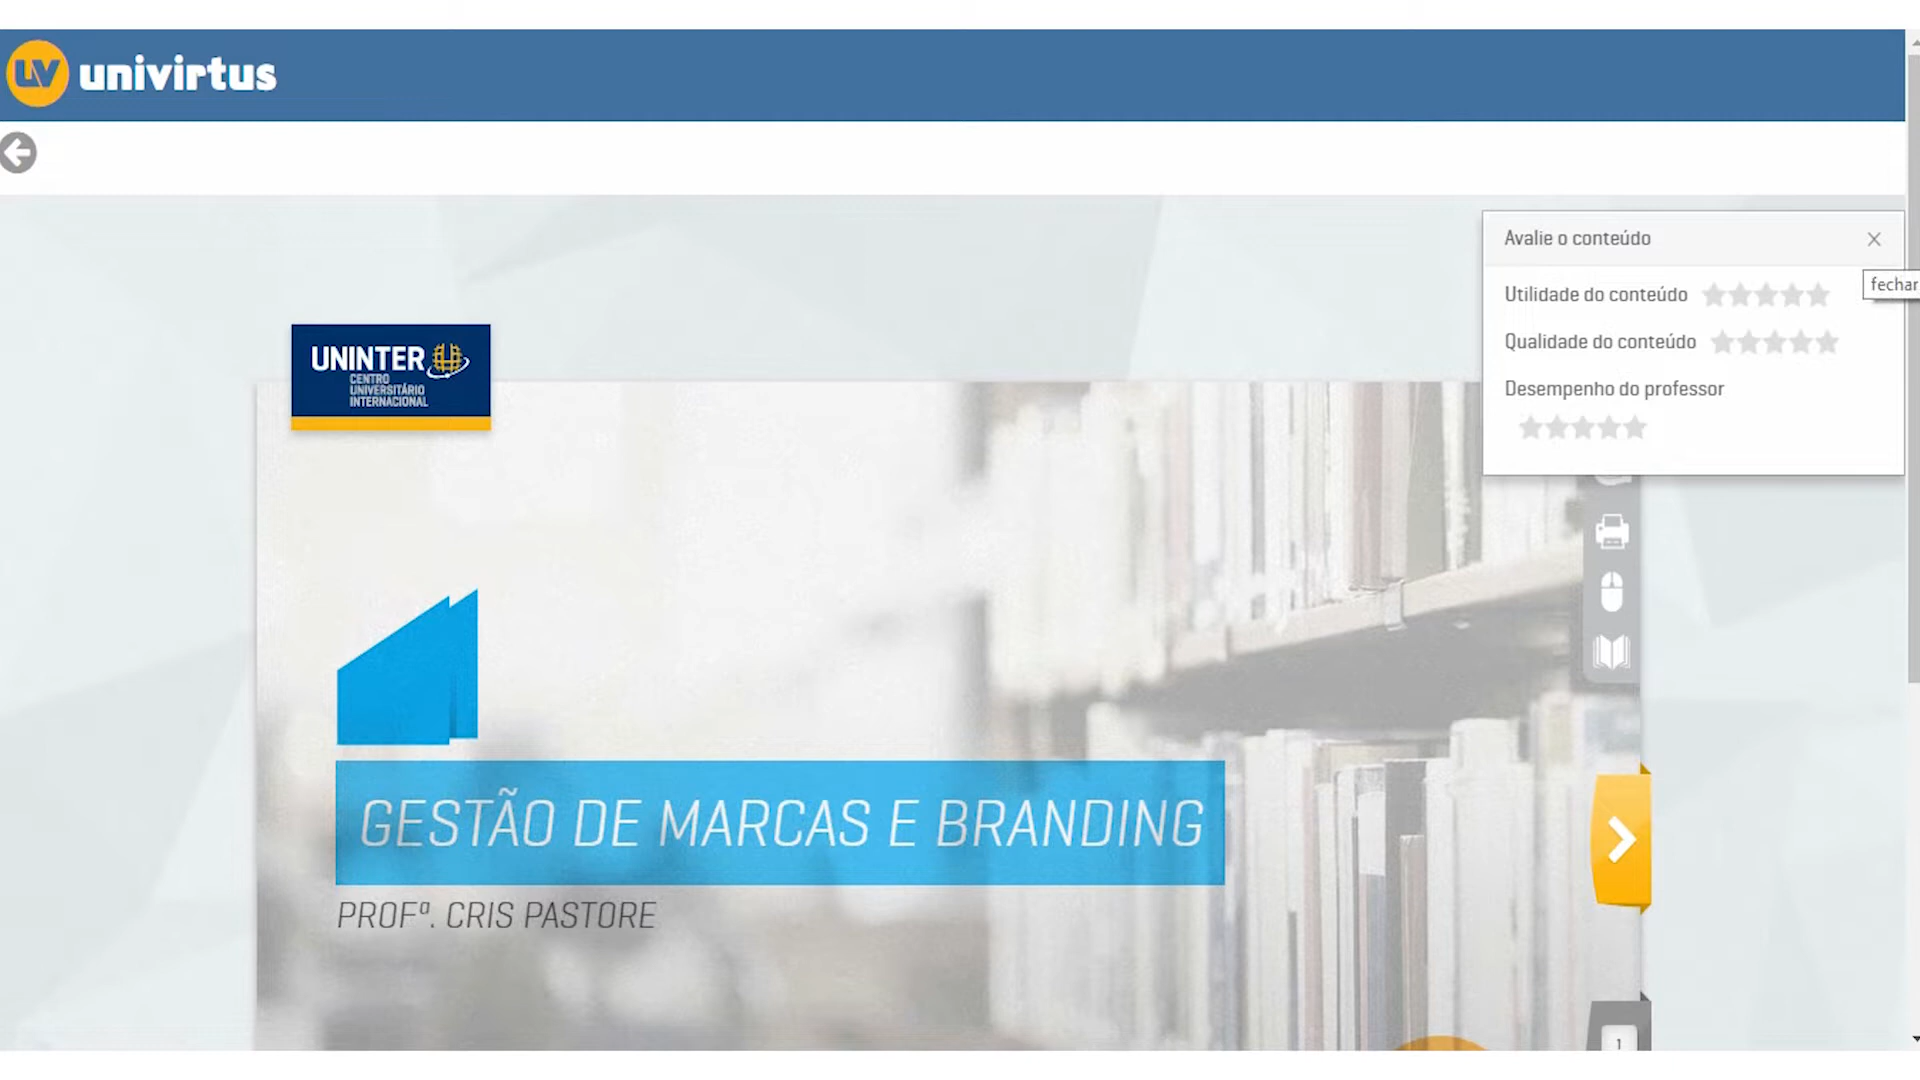 UV univirtus
Avalie o conteúdo
fechar
Utilidade do conteúdo
Qualidade do conteúdo
Desempenho do professor
UNINTER
CENTRO
UNIVERSITÁRIO
INTERNACIONAL
GESTÃO DE MARCAS E BRANDING
PROFª. CRIS PASTORE
1